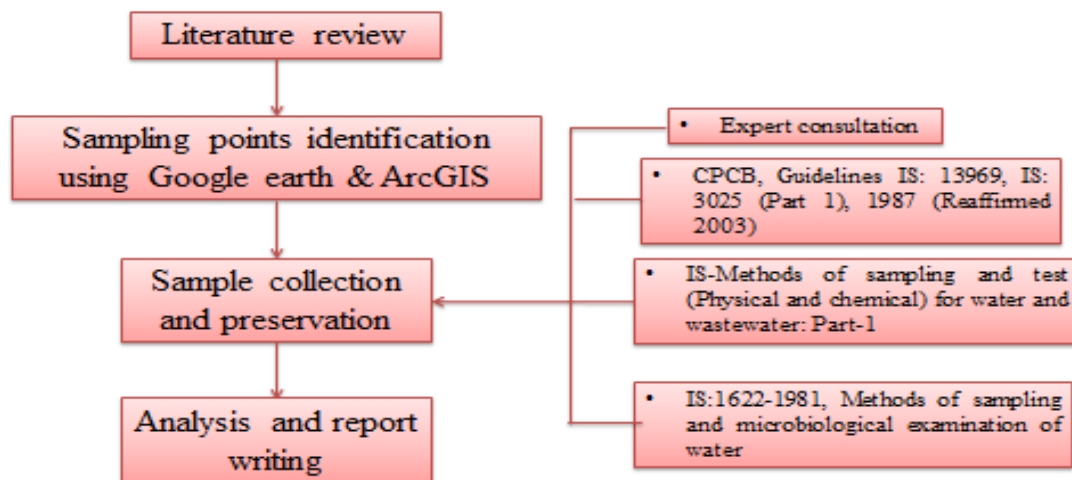 Literature review
Sampling points identification
using Google earth & ArcGIS
Sample collection
and preservation
Analysis and report
writing
• Expert consultation
• CPCB, Guidelines IS: 13969, IS:
3025 (Part 1), 1987 (Reaffirmed
2003)
• IS-Methods of sampling and test
(Physical and chemical) for water and
wastewater: Part-1
• IS:1622-1981, Methods of sampling
and microbiological examination of
water